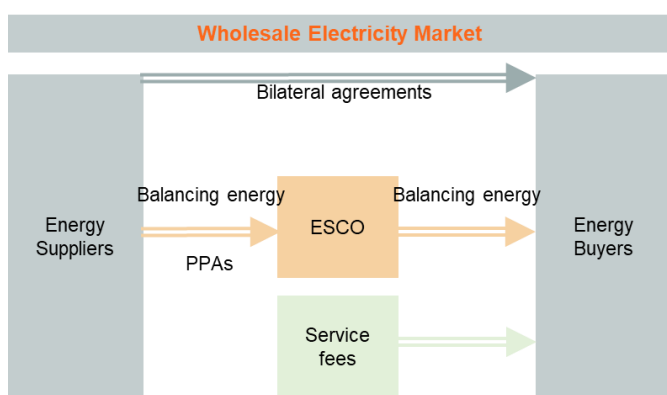 Wholesale Electricity Market
Bilateral agreements
Balancing energy
Balancing energy
Energy
Suppliers
ESCO
Energy
Buyers
PPAs
Service
fees